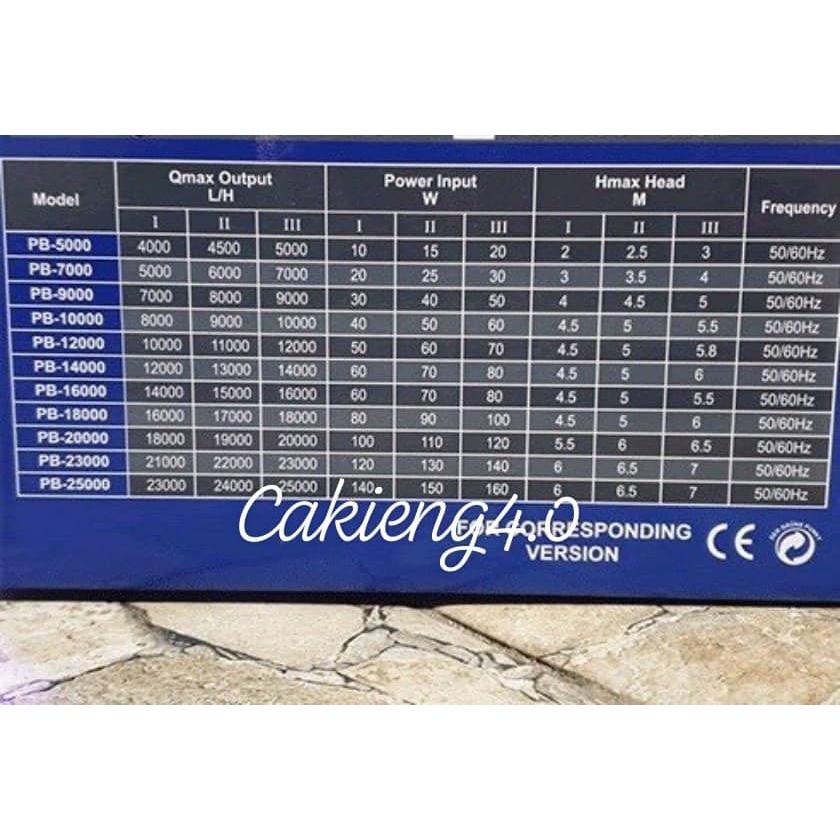 Model Qmax Output L/H Power Input W Hmax Head M Frequency
I II III I II III I II III
PB-5000 4000 4500 5000 10 15 20 2 2.5 3 50/60Hz
PB-7000 5000 6000 7000 20 25 30 3 3.5 4 50/60Hz
PB-9000 7000 8000 9000 30 40 50 4 4.5 5 50/60Hz
PB-10000 8000 9000 10000 40 50 60 4.5 5 5.5 50/60Hz
PB-12000 10000 11000 12000 50 60 70 4.5 5 5.8 50/60Hz
PB-14000 12000 13000 14000 60 70 80 4.5 5 6 50/60Hz
PB-16000 14000 15000 16000 60 70 80 4.5 5 5.5 50/60Hz
PB-18000 16000 17000 18000 80 90 100 4.5 5 6 50/60Hz
PB-20000 18000 19000 20000 100 110 120 5.5 6 6.5 50/60Hz
PB-23000 21000 22000 23000 120 130 140 6 6.5 7 50/60Hz
PB-25000 23000 24000 25000 140 150 160 6 6.5 7 50/60Hz
Cakieng4.0
FOR CORRESPONDING
VERSION
CE
DER GRÜNE PUNKT